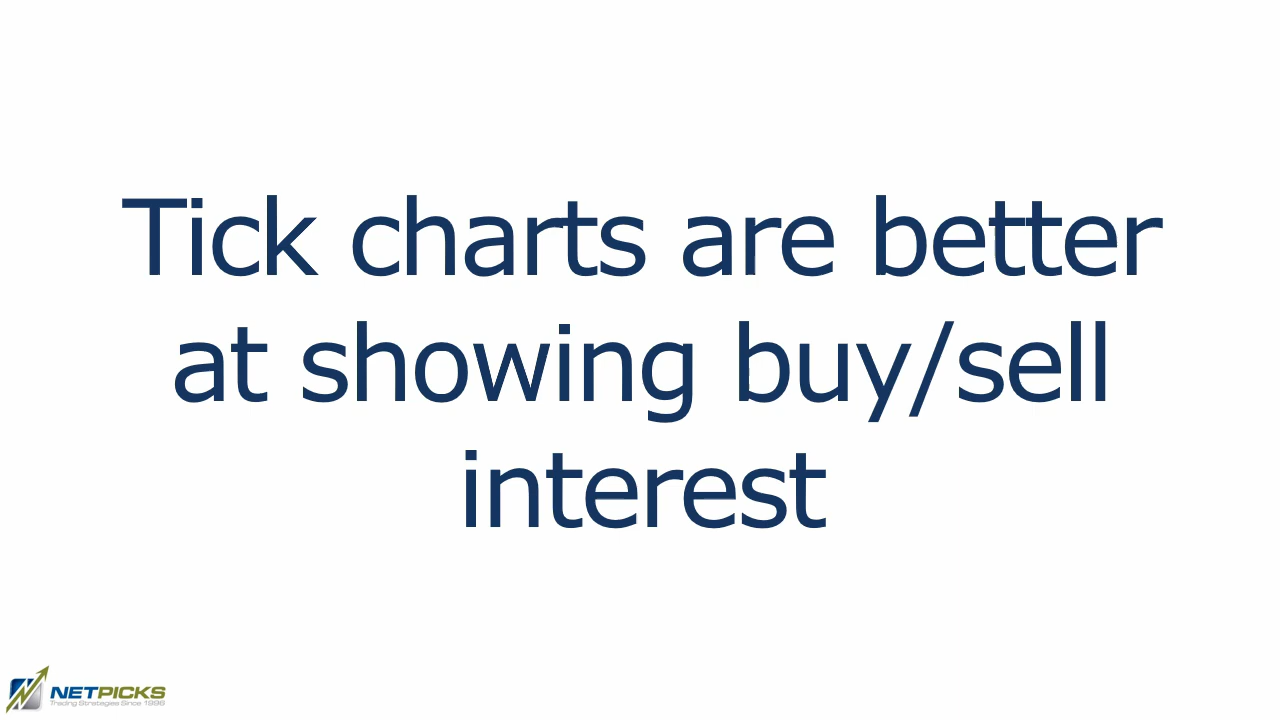 Tick charts are better
at showing buy/sell
interest
NETPICKS
Trading Strategies Since 1996